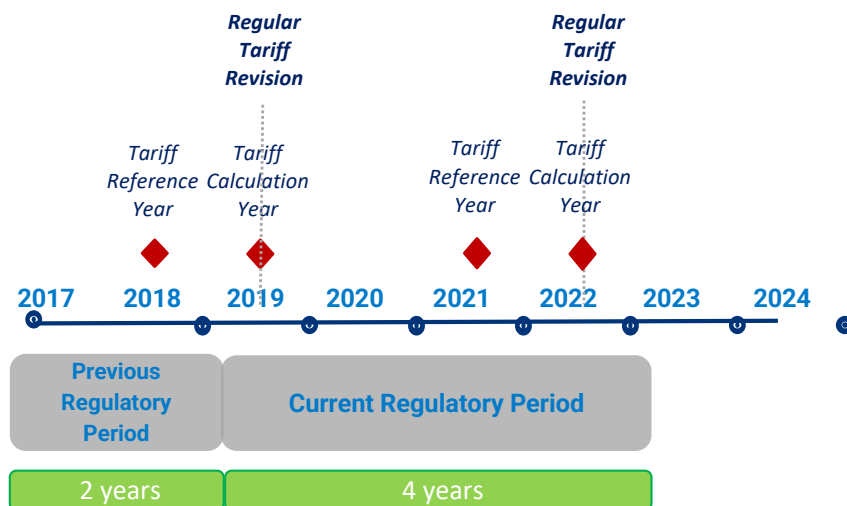 Regular
Tariff
Revision
Regular
Tariff
Revision
Tariff
Reference
Year
Tariff
Calculation
Year
Tariff
Reference
Year
Tariff
Calculation
Year
2017 2018 2019 2020 2021 2022 2023 2024
Previous
Regulatory
Period
Current Regulatory Period
2 years
4 years